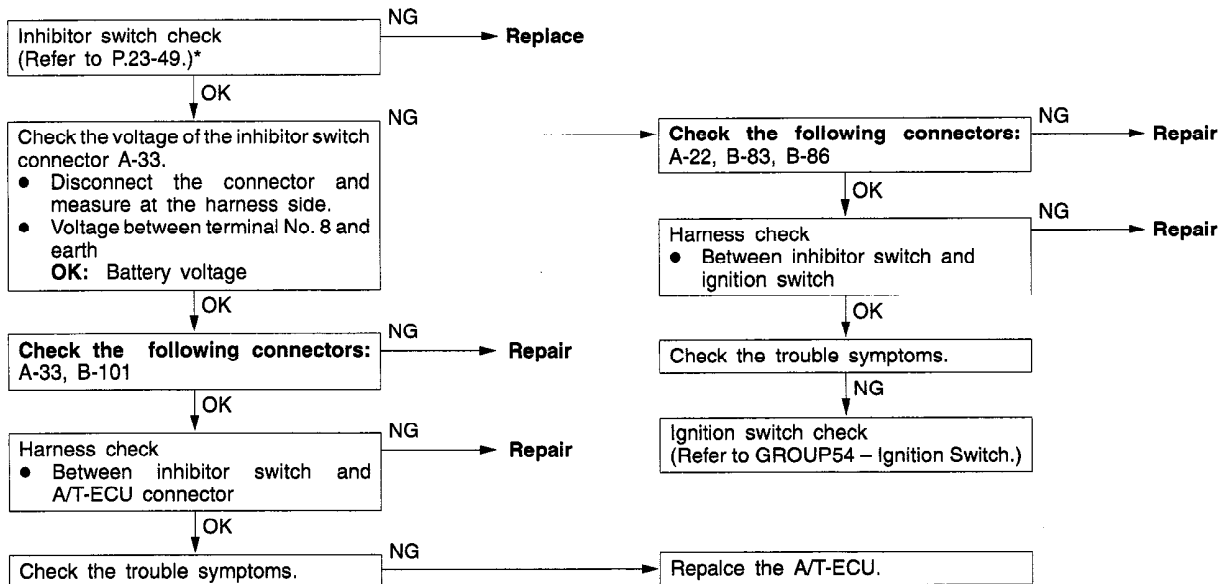 Inhibitor switch check
(Refer to P.23-49.)*
NG
Replace
OK
Check the voltage of the inhibitor switch
connector A-33.
● Disconnect the connector and
measure at the harness side.
● Voltage between terminal No. 8 and
earth
OK: Battery voltage
NG
OK
Check the following connectors:
A-33, B-101
NG
Repair
OK
Harness check
● Between inhibitor switch and
A/T-ECU connector
NG
Repair
OK
Check the trouble symptoms.
NG
Repalce the A/T-ECU.
Check the following connectors:
A-22, B-83, B-86
NG
Repair
OK
Harness check
● Between inhibitor switch and
ignition switch
NG
Repair
OK
Check the trouble symptoms.
NG
Ignition switch check
(Refer to GROUP54 – Ignition Switch.)